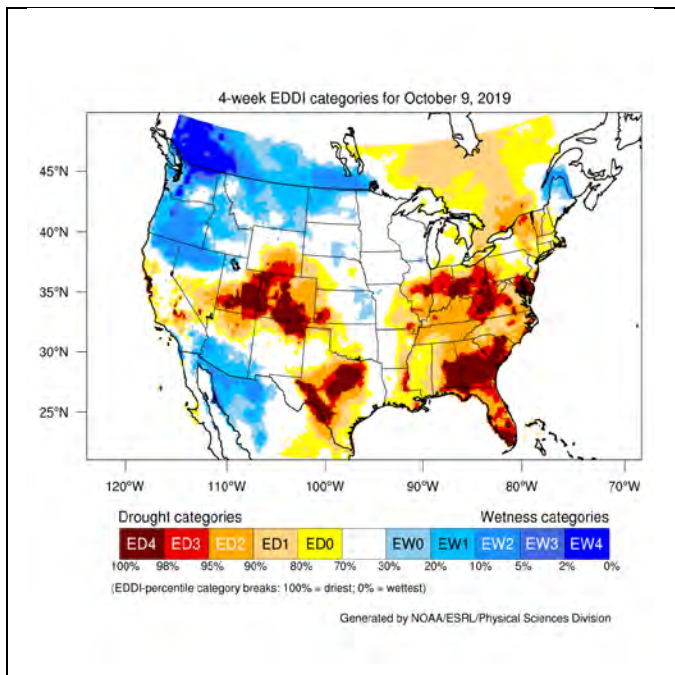 4-week EDDI categories for October 9, 2019
45°N
40°N
35°N
30°N
25°N
120°W 110°W 100°W 90°W 80°W 70°W
Drought categories Wetness categories
ED4 ED3 ED2 ED1 ED0 EW0 EW1 EW2 EW3 EW4
100% 98% 95% 90% 80% 70% 30% 20% 10% 5% 2% 0%
(EDDI-percentile category breaks: 100% = driest; 0% = wettest)
Generated by NOAA/ESRL/Physical Sciences Division